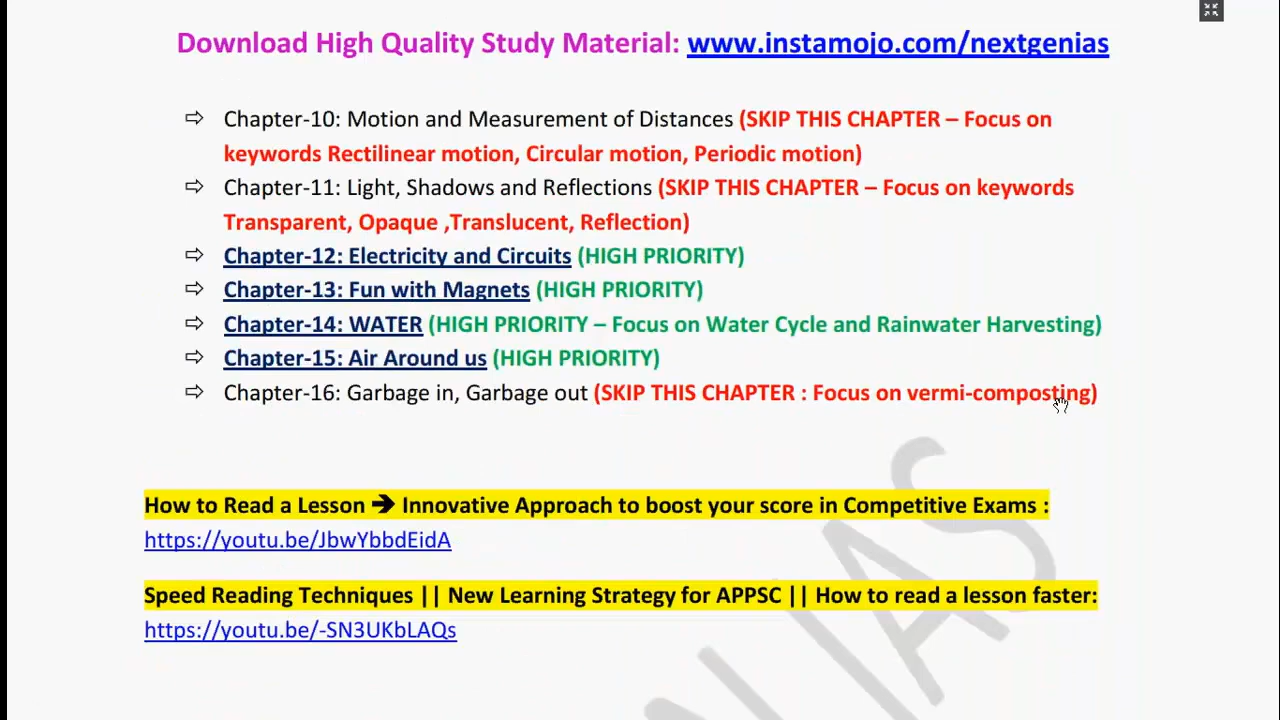 Download High Quality Study Material: www.instamojo.com/nextgenias
⇨ Chapter-10: Motion and Measurement of Distances (SKIP THIS CHAPTER – Focus on
keywords Rectilinear motion, Circular motion, Periodic motion)
⇨ Chapter-11: Light, Shadows and Reflections (SKIP THIS CHAPTER – Focus on keywords
Transparent, Opaque ,Translucent, Reflection)
⇨ Chapter-12: Electricity and Circuits (HIGH PRIORITY)
⇨ Chapter-13: Fun with Magnets (HIGH PRIORITY)
⇨ Chapter-14: WATER (HIGH PRIORITY – Focus on Water Cycle and Rainwater Harvesting)
⇨ Chapter-15: Air Around us (HIGH PRIORITY)
⇨ Chapter-16: Garbage in, Garbage out (SKIP THIS CHAPTER : Focus on vermi-composting)
How to Read a Lesson ➔ Innovative Approach to boost your score in Competitive Exams :
https://youtu.be/JbwYbbdEidA
Speed Reading Techniques || New Learning Strategy for APPSC || How to read a lesson faster:
https://youtu.be/-SN3UKbLAQs
IAS